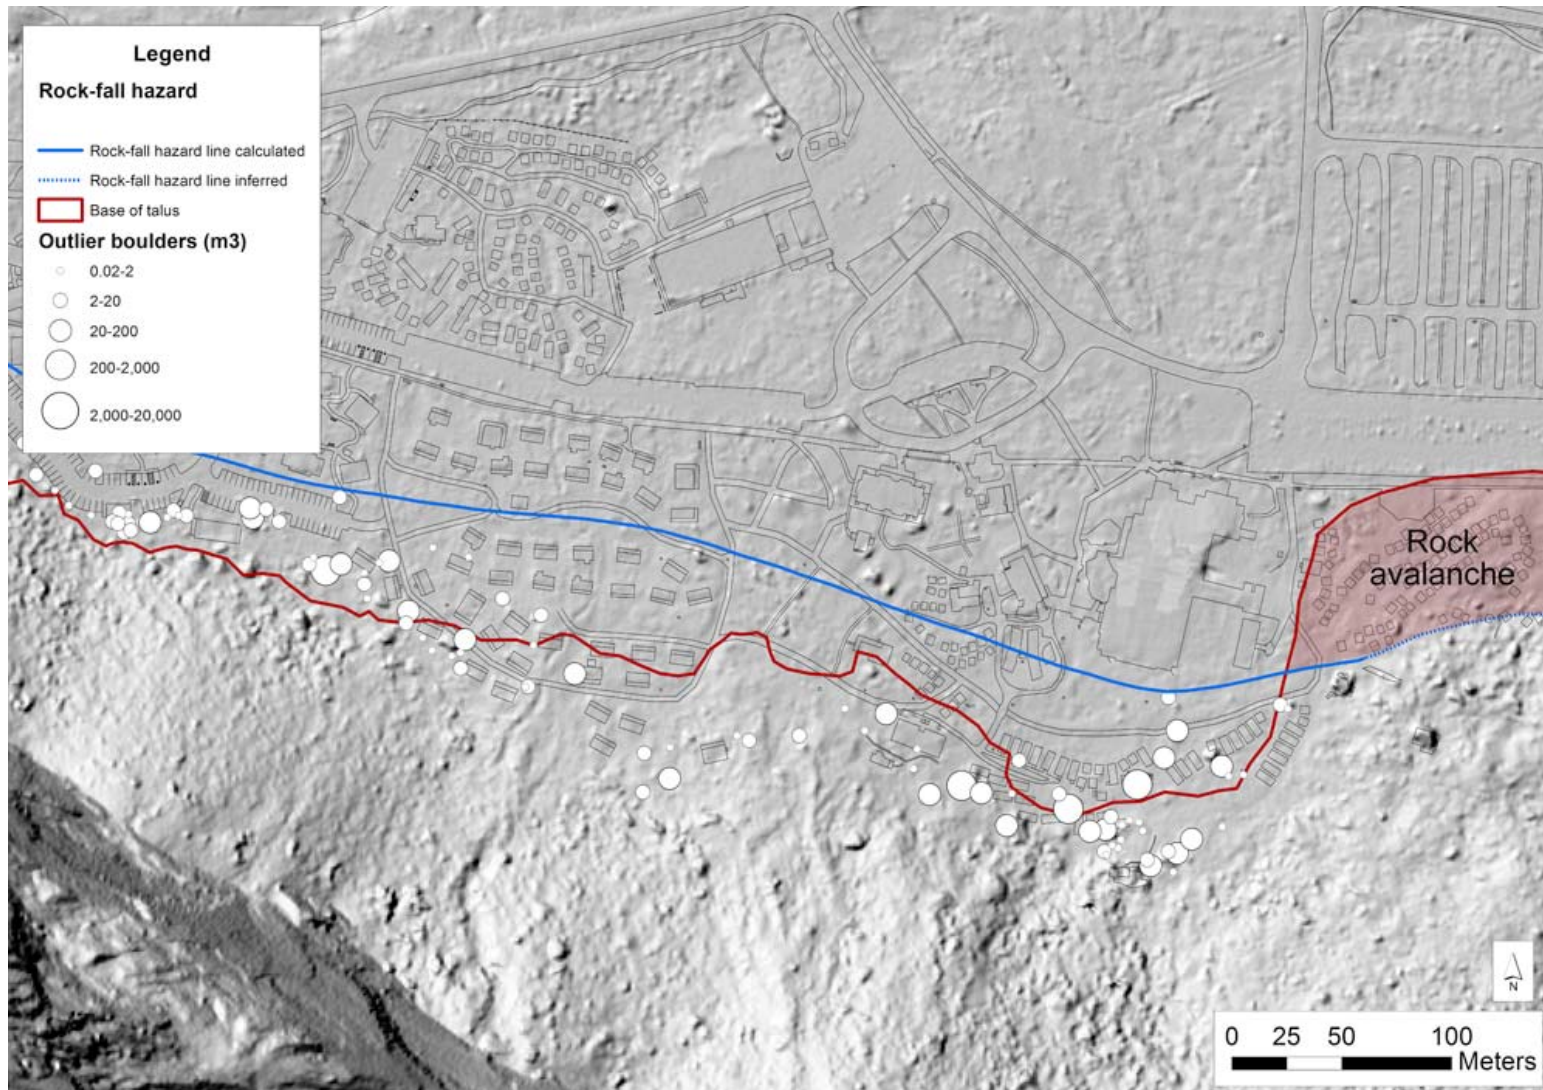 Legend
Rock-fall hazard
Rock-fall hazard line calculated
Rock-fall hazard line inferred
Base of talus
Outlier boulders (m3)
0.02-2
2-20
20-200
200-2,000
2,000-20,000
Rock
avalanche
N
0 25 50 100
Meters